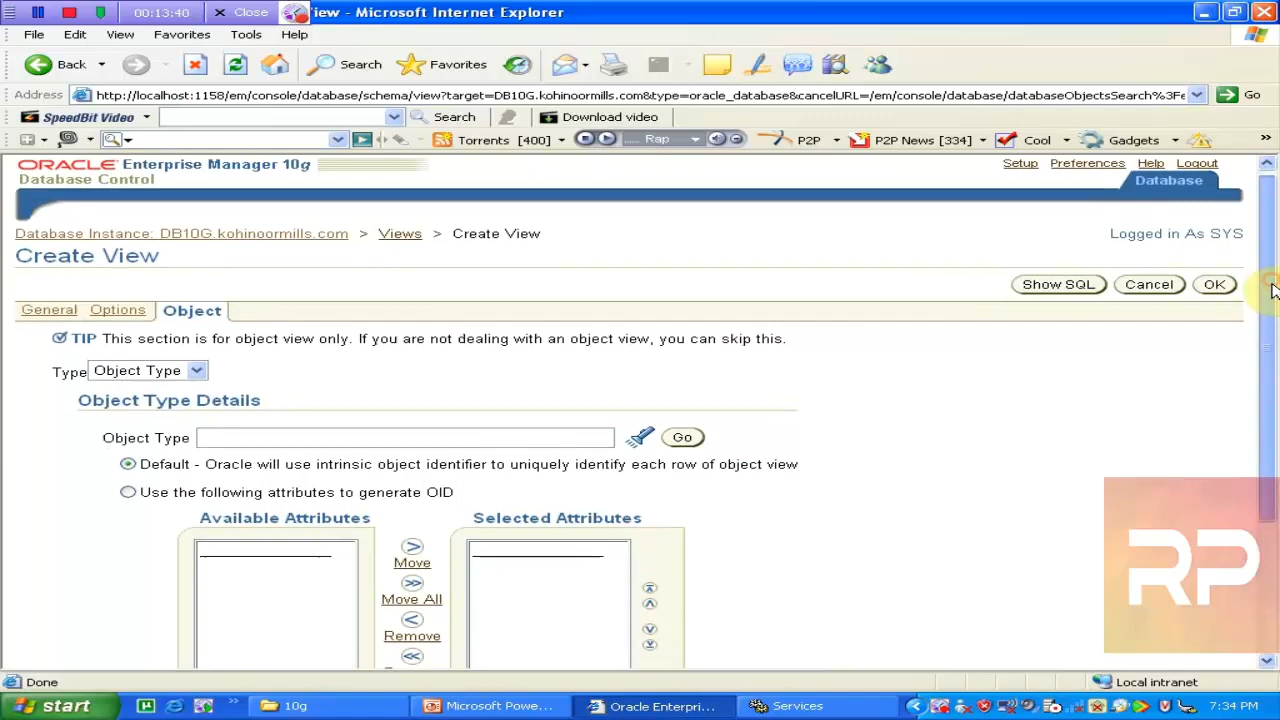 00:13:40 Close View - Microsoft Internet Explorer
File Edit View Favorites Tools Help
Back Search Favorites
Address http://localhost:1158/em/console/database/schema/view?target=DB10G.kohinoormills.com&type=oracle_database&cancelURL=/em/console/database/databaseObjectsSearch%3Fe Go
SpeedBit Video Search Download video
Torrents [400] Rap P2P P2P News [334] Cool Gadgets »
ORACLE Enterprise Manager 10g Setup Preferences Help Logout
Database Control Database
Database Instance: DB10G.kohinoormills.com > Views > Create View Logged in As SYS
Create View
Show SQL Cancel OK
General Options Object
TIP This section is for object view only. If you are not dealing with an object view, you can skip this.
Type Object Type
Object Type Details
Object Type Go
Default - Oracle will use intrinsic object identifier to uniquely identify each row of object view
Use the following attributes to generate OID
Available Attributes Selected Attributes
> Move
>> Move All
< Remove
<<
RP
Done Local intranet
start » 10g Microsoft Powe... Oracle Enterpri... Services 7:34 PM